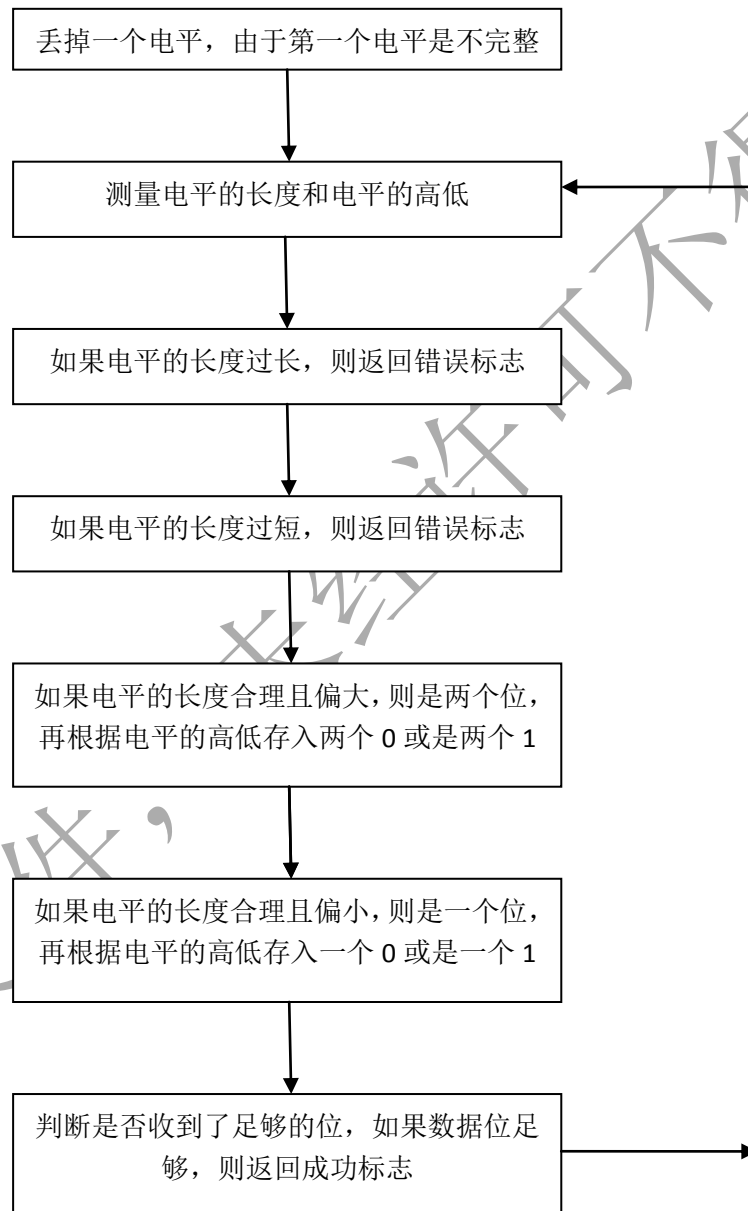 丢掉一个电平，由于第一个电平是不完整
测量电平的长度和电平的高低
如果电平的长度过长，则返回错误标志
如果电平的长度过短，则返回错误标志
如果电平的长度合理且偏大，则是两个位，
再根据电平的高低存入两个 0 或是两个 1
如果电平的长度合理且偏小，则是一个位，
再根据电平的高低存入一个 0 或是一个 1
判断是否收到了足够的位，如果数据位足
够，则返回成功标志
件，未经许可不得